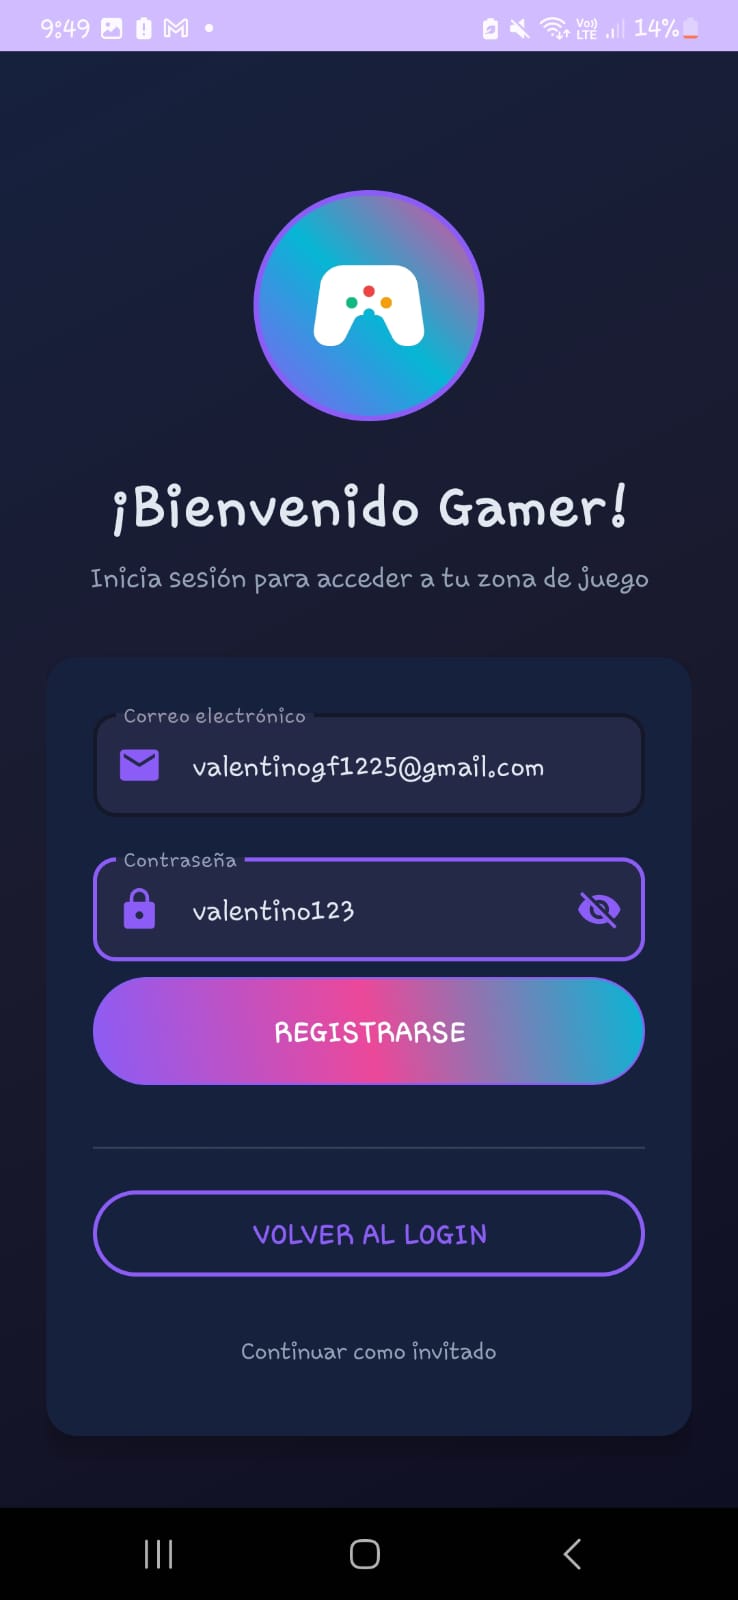 9:49
Vo))
LTE
14%
¡Bienvenido Gamer!
Inicia sesión para acceder a tu zona de juego
Correo electrónico
valentinogf1225@gmail.com
Contraseña
valentino123
REGISTRARSE
VOLVER AL LOGIN
Continuar como invitado